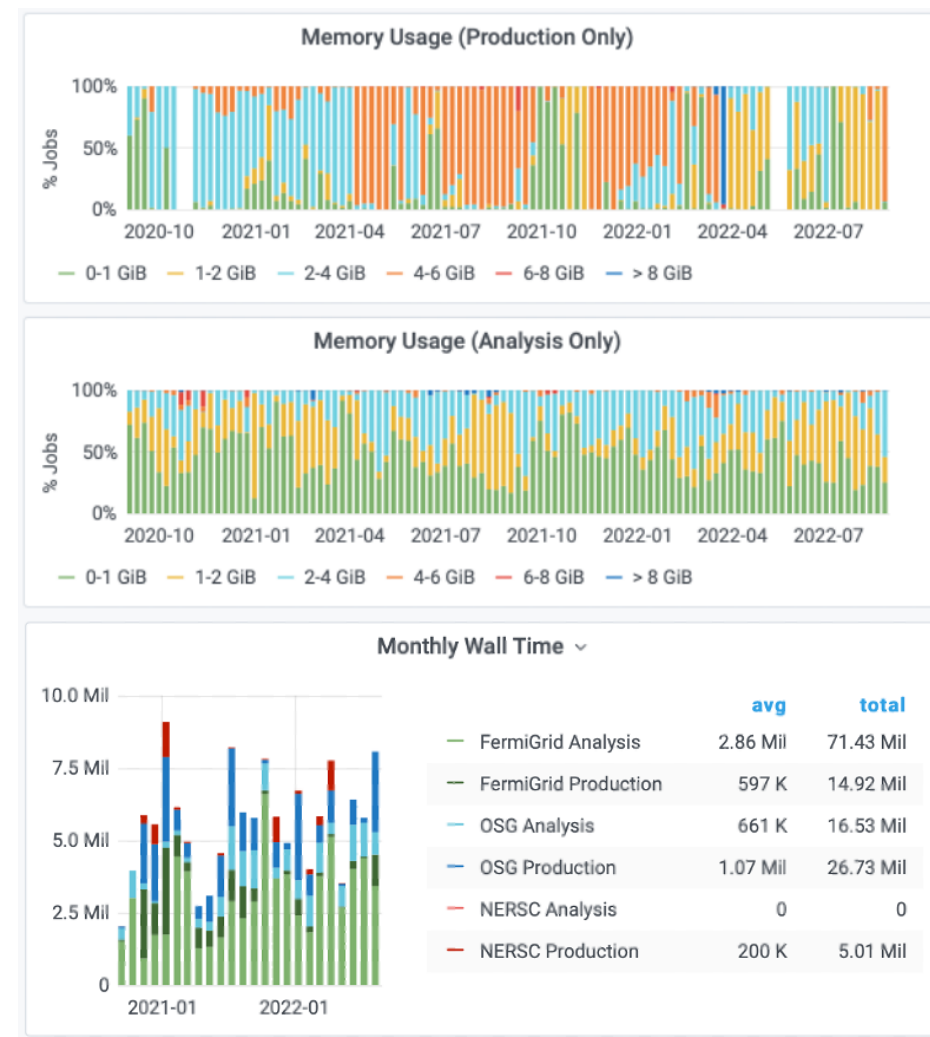 Memory Usage (Production Only)
100%
50%
0%
% Jobs
2020-10 2021-01 2021-04 2021-07 2021-10 2022-01 2022-04 2022-07
0-1 GiB 1-2 GiB 2-4 GiB 4-6 GiB 6-8 GiB > 8 GiB
Memory Usage (Analysis Only)
100%
50%
0%
% Jobs
2020-10 2021-01 2021-04 2021-07 2021-10 2022-01 2022-04 2022-07
0-1 GiB 1-2 GiB 2-4 GiB 4-6 GiB 6-8 GiB > 8 GiB
Monthly Wall Time
10.0 Mil
7.5 Mil
5.0 Mil
2.5 Mil
0
2021-01 2022-01
avg total
FermiGrid Analysis 2.86 Mil 71.43 Mil
FermiGrid Production 597 K 14.92 Mil
OSG Analysis 661 K 16.53 Mil
OSG Production 1.07 Mil 26.73 Mil
NERSC Analysis 0 0
NERSC Production 200 K 5.01 Mil